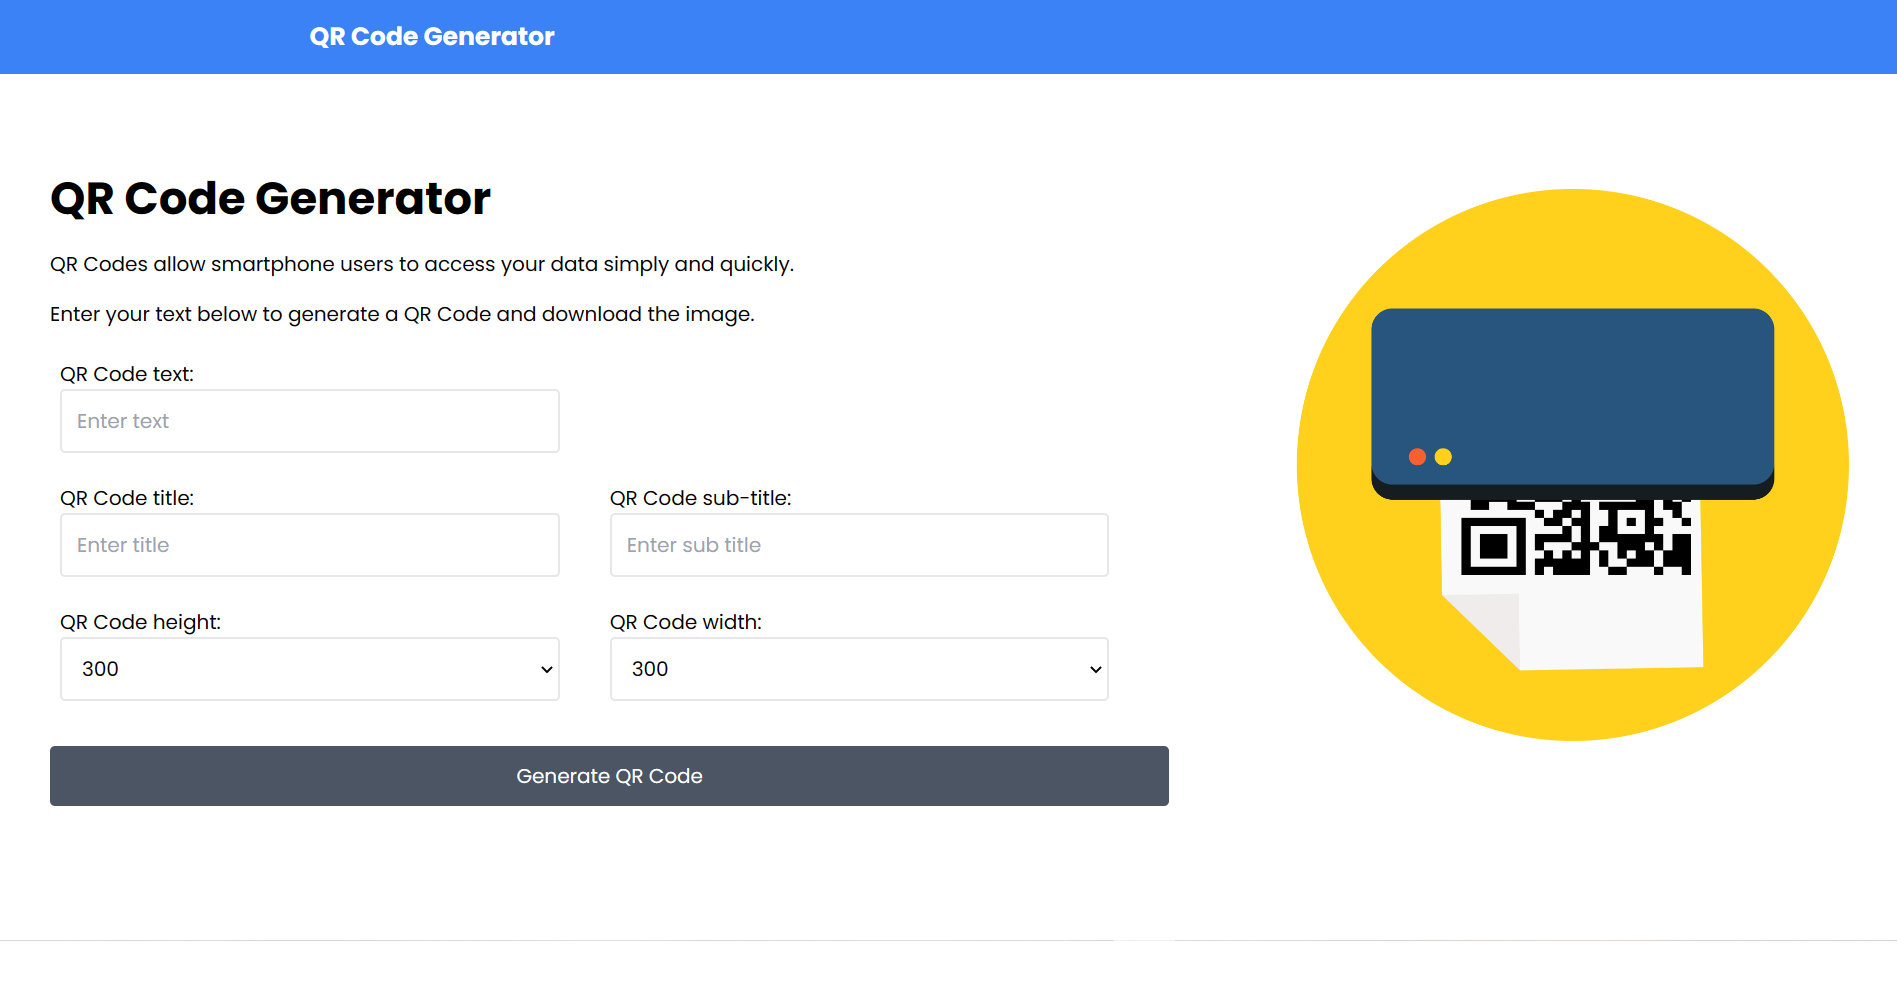 QR Code Generator
QR Code Generator
QR Codes allow smartphone users to access your data simply and quickly.
Enter your text below to generate a QR Code and download the image.
QR Code text:
Enter text
QR Code title:
QR Code sub-title:
Enter title
Enter sub title
QR Code height:
QR Code width:
300
300
Generate QR Code